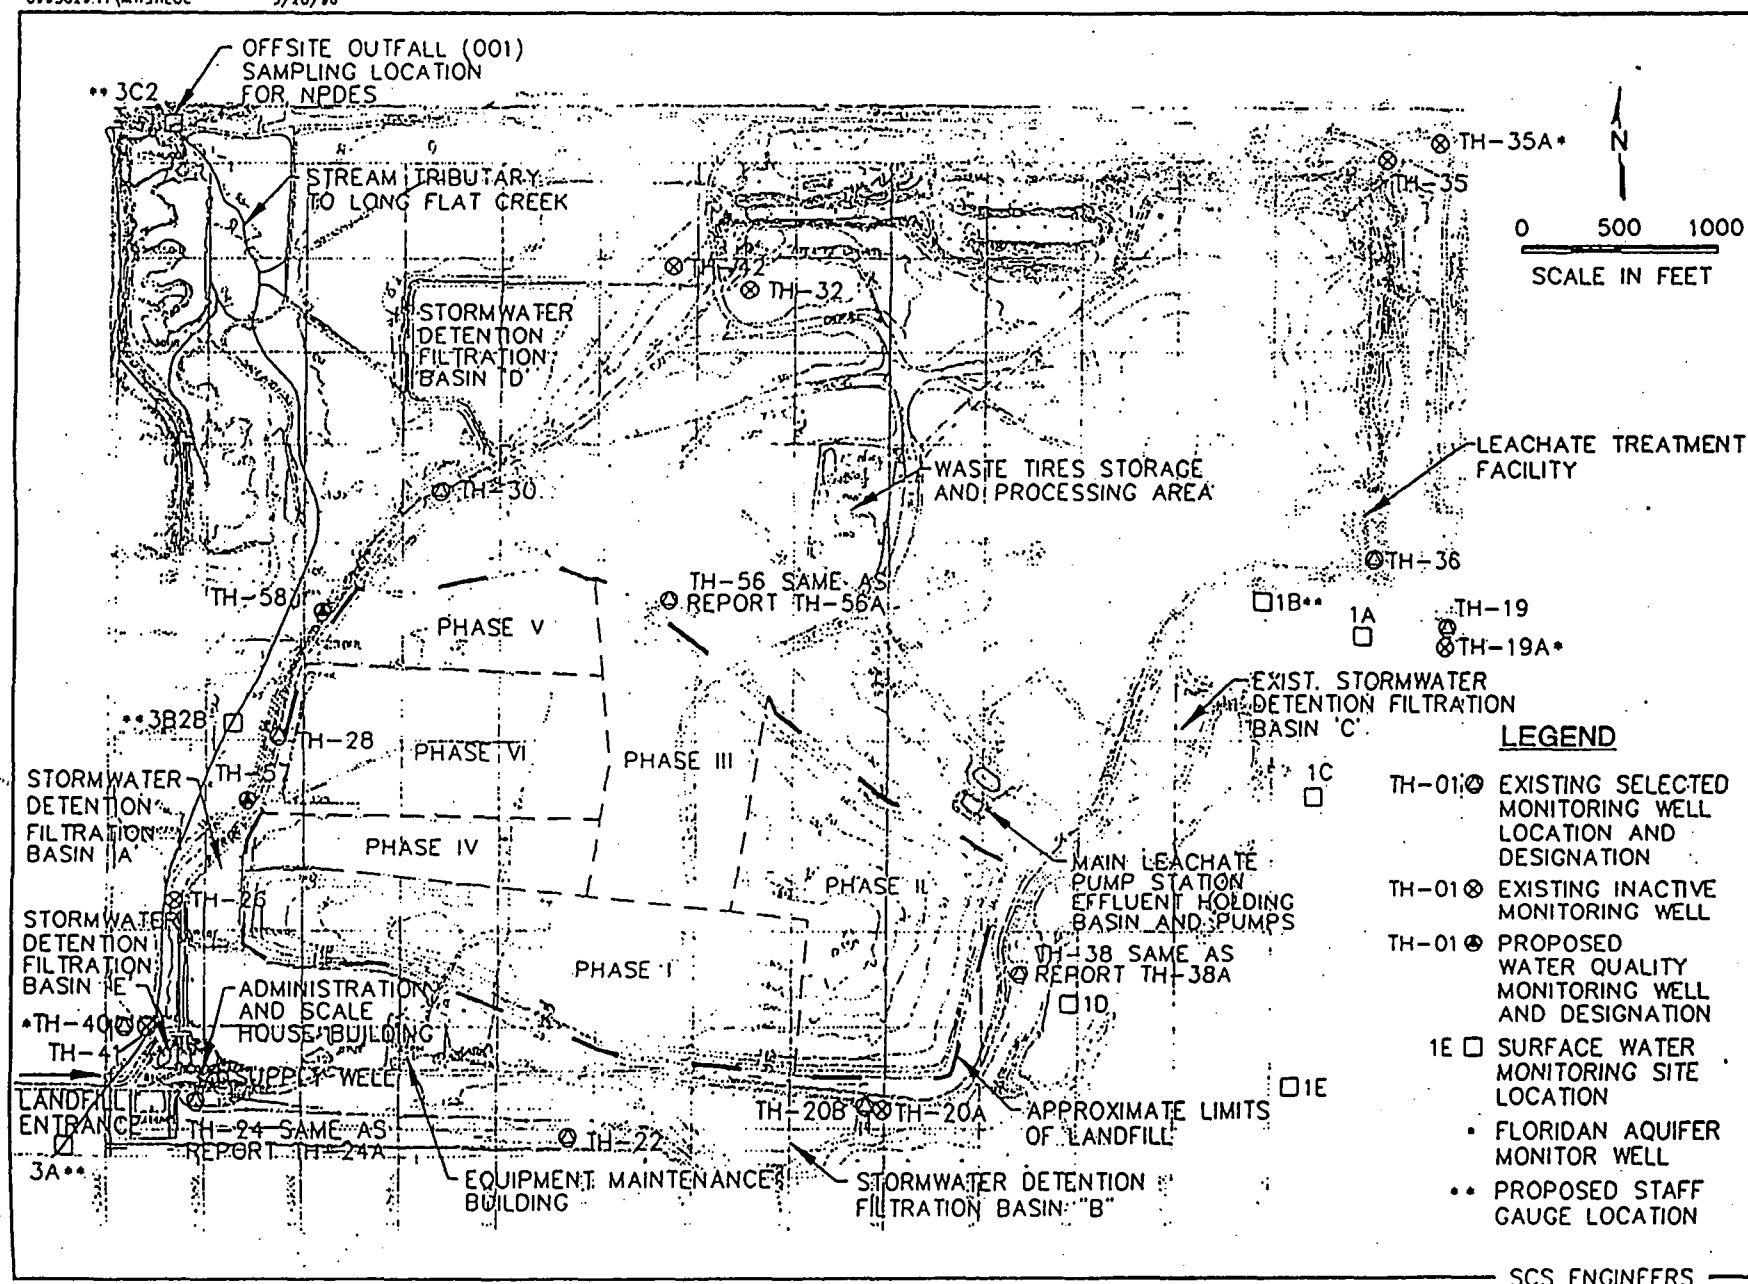 OFFSITE OUTFALL (001)
SAMPLING LOCATION
FOR NPDES
** 3C2
STREAM TRIBUTARY
TO LONG FLAT CREEK
TH-35A*
TH-35
N
0 500 1000
SCALE IN FEET
TH-42
TH-32
STORMWATER
DETENTION
FILTRATION
BASIN 'D'
LEACHATE TREATMENT
FACILITY
WASTE TIRES STORAGE
AND PROCESSING AREA
TH-30
TH-36
TH-56 SAME AS
REPORT TH-56A
TH-58
PHASE V
1B**
1A
TH-19
TH-19A*
EXIST. STORMWATER
DETENTION FILTRATION
BASIN 'C'
**3B2B
TH-28
PHASE VI
PHASE III
TH-57
STORMWATER
DETENTION
FILTRATION
BASIN 'A'
1C
PHASE IV
MAIN LEACHATE
PUMP STATION
EFFLUENT HOLDING
BASIN AND PUMPS
PHASE II
TH-26
STORMWATER
DETENTION
FILTRATION
BASIN 'E'
PHASE I
TH-38 SAME AS
REPORT TH-38A
1D
ADMINISTRATION
AND SCALE
HOUSE BUILDING
*TH-40
TH-41
SUPPLY WELL
1E
LANDFILL
ENTRANCE
TH-24 SAME AS
REPORT TH-24A
3A**
TH-22
TH-20B
TH-20A
APPROXIMATE LIMITS
OF LANDFILL
EQUIPMENT MAINTENANCE
BUILDING
STORMWATER DETENTION
FILTRATION BASIN "B"
LEGEND
TH-01 EXISTING SELECTED
MONITORING WELL
LOCATION AND
DESIGNATION
TH-01 EXISTING INACTIVE
MONITORING WELL
TH-01 PROPOSED
WATER QUALITY
MONITORING WELL
AND DESIGNATION
1E SURFACE WATER
MONITORING SITE
LOCATION
* FLORIDAN AQUIFER
MONITOR WELL
** PROPOSED STAFF
GAUGE LOCATION
SCS ENGINEERS